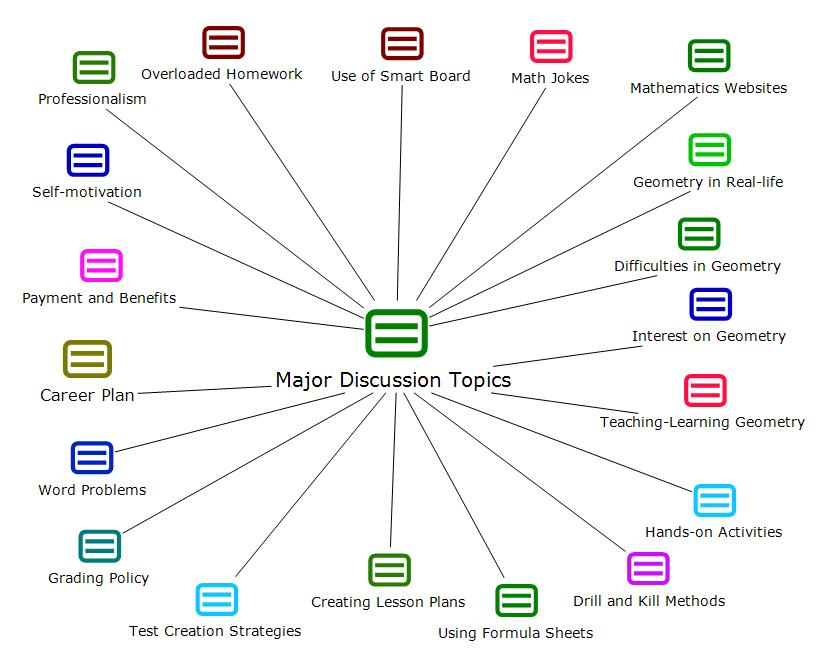 Overloaded Homework
Use of Smart Board
Math Jokes
Mathematics Websites
Professionalism
Geometry in Real-life
Self-motivation
Difficulties in Geometry
Payment and Benefits
Interest on Geometry
Major Discussion Topics
Career Plan
Teaching-Learning Geometry
Word Problems
Hands-on Activities
Grading Policy
Creating Lesson Plans
Drill and Kill Methods
Test Creation Strategies
Using Formula Sheets